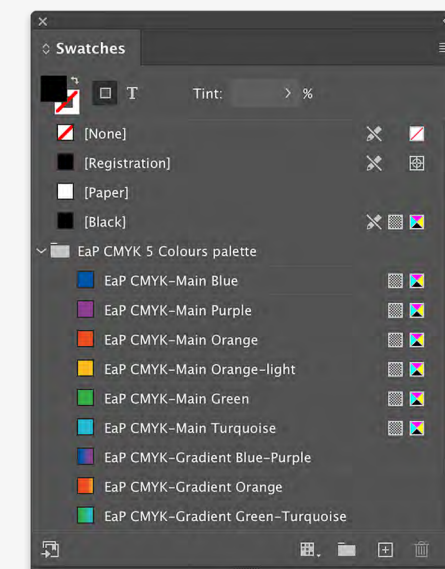 Swatches
T Tint: %
[None]
[Registration]
[Paper]
[Black]
EaP CMYK 5 Colours palette
EaP CMYK-Main Blue
EaP CMYK-Main Purple
EaP CMYK-Main Orange
EaP CMYK-Main Orange-light
EaP CMYK-Main Green
EaP CMYK-Main Turquoise
EaP CMYK-Gradient Blue-Purple
EaP CMYK-Gradient Orange
EaP CMYK-Gradient Green-Turquoise